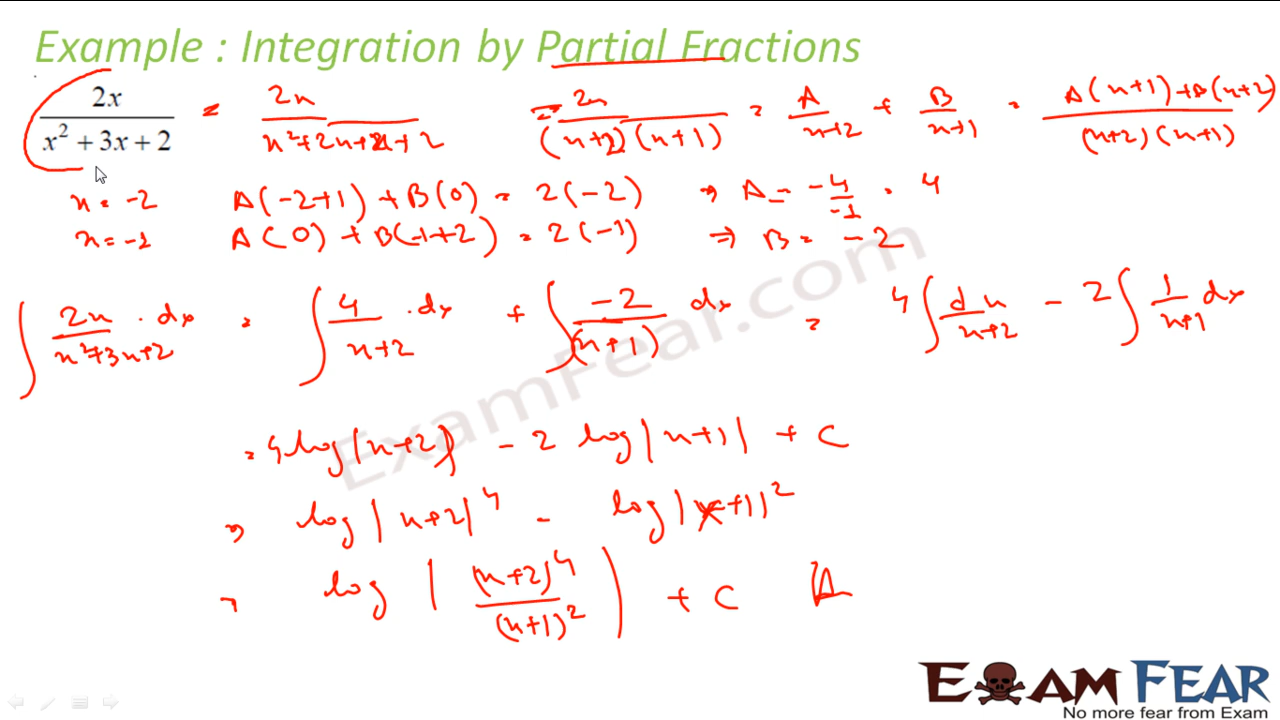 Example : Integration by Partial Fractions
2x / (x² + 3x + 2) = 2x / (x²+2x+x+2) = 2x / ((x+2)(x+1)) = A/(x+2) + B/(x+1) = (A(x+1)+B(x+2)) / ((x+2)(x+1))
x = -2 A(-2+1) + B(0) = 2(-2) ⇒ A = -4/-1 = 4
x = -1 A(0) + B(-1+2) = 2(-1) ⇒ B = -2
∫ 2x/(x²+3x+2) · dx = ∫ 4/(x+2) · dx + ∫ -2/(x+1) dx = 4∫ dx/(x+2) - 2∫ 1/(x+1) dx
= 4 log|x+2| - 2 log|x+1| + C
⇒ log|x+2|⁴ - log|x+1|²
= log |(x+2)⁴/(x+1)²| + C
ExamFear.com
EXAM FEAR
No more fear from Exam